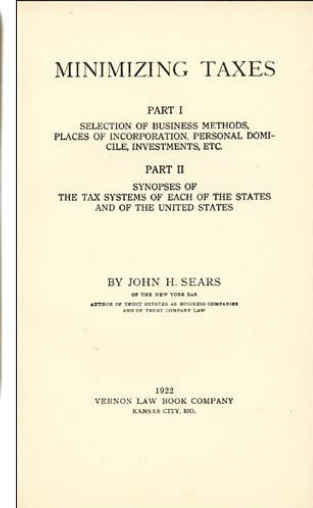 MINIMIZING TAXES
PART I
SELECTION OF BUSINESS METHODS,
PLACES OF INCORPORATION, PERSONAL DOMI-
CILE, INVESTMENTS, ETC.
PART II
SYNOPSES OF
THE TAX SYSTEMS OF EACH OF THE STATES
AND OF THE UNITED STATES
BY JOHN H. SEARS
OF THE NEW YORK BAR
AUTHOR OF TRUST ESTATES AS BUSINESS COMPANIES
AND OF TRUST COMPANY LAW
1922
VERNON LAW BOOK COMPANY
KANSAS CITY, MO.